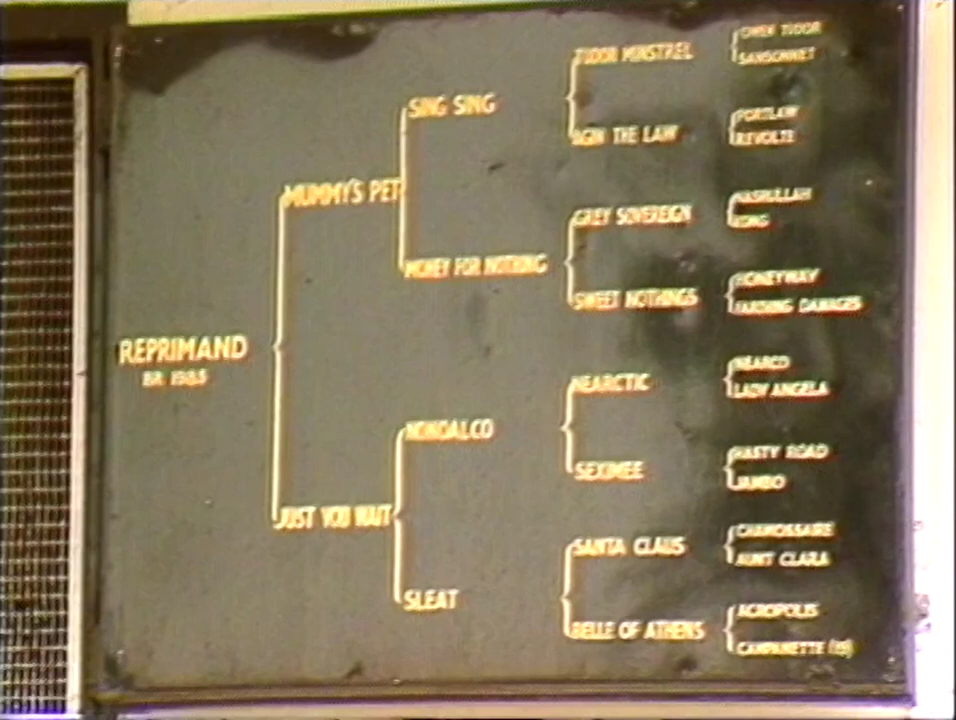 REPRIMAND
BR 1985
MUMMY'S PET
JUST YOU WAIT
SING SING
MONEY FOR NOTHING
NONOALCO
SLEAT
TUDOR MINSTREL
AGIN THE LAW
GREY SOVEREIGN
SWEET NOTHINGS
NEARCTIC
SEXIMEE
SANTA CLAUS
BELLE OF ATHENS
OWEN TUDOR
SANSONNET
PORTLAW
REVOLTE
NASRULLAH
KONG
HONEYWAY
FARTHING DAMAGES
NEARCO
LADY ANGELA
HASTY ROAD
JAMBO
CHAMOSSAIRE
AUNT CLARA
ACROPOLIS
CAMPANETTE